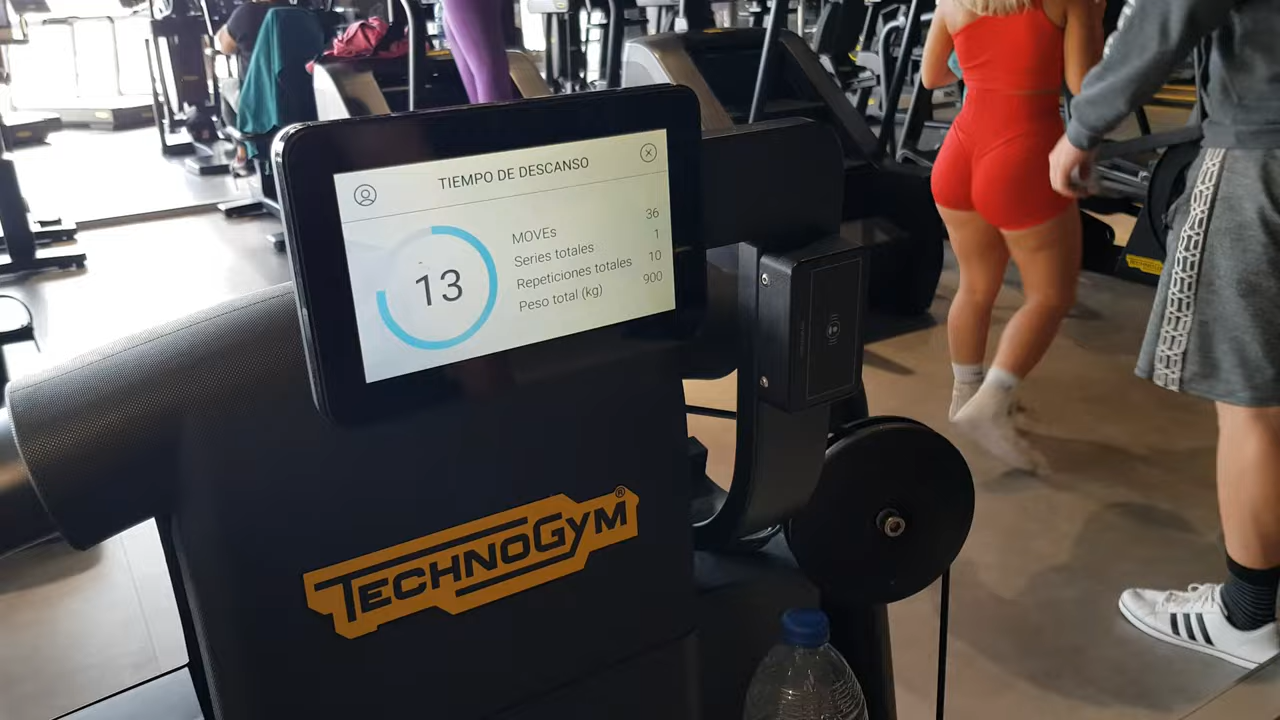 TIEMPO DE DESCANSO
13
MOVEs 36
Series totales 1
Repeticiones totales 10
Peso total (kg) 900
TECHNOGYM®